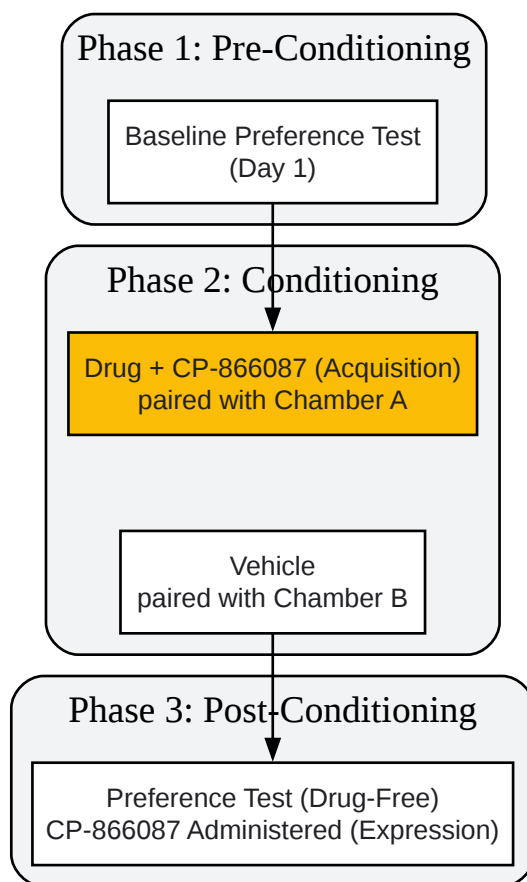 Phase 1: Pre-Conditioning
Baseline Preference Test
(Day 1)
Phase 2: Conditioning
Drug + CP-866087 (Acquisition)
paired with Chamber A
Vehicle
paired with Chamber B
Phase 3: Post-Conditioning
Preference Test (Drug-Free)
CP-866087 Administered (Expression)